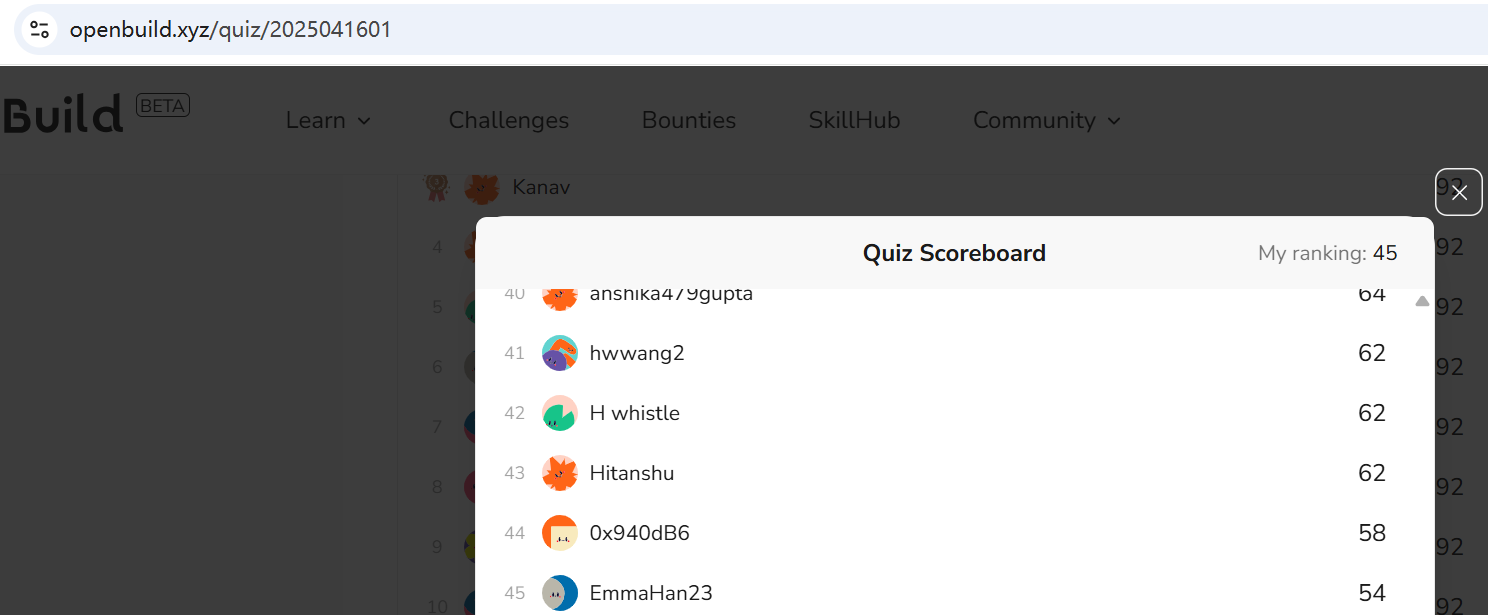 openbuild.xyz/quiz/2025041601
Build BETA Learn Challenges Bounties SkillHub Community
Kanav 92
Quiz Scoreboard My ranking: 45
4 92
40 anshika479gupta 64
5 92
41 hwwang2 62
6 92
42 H whistle 62
7 92
43 Hitanshu 62
8 92
44 0x940dB6 58
9 92
45 EmmaHan23 54
10 92